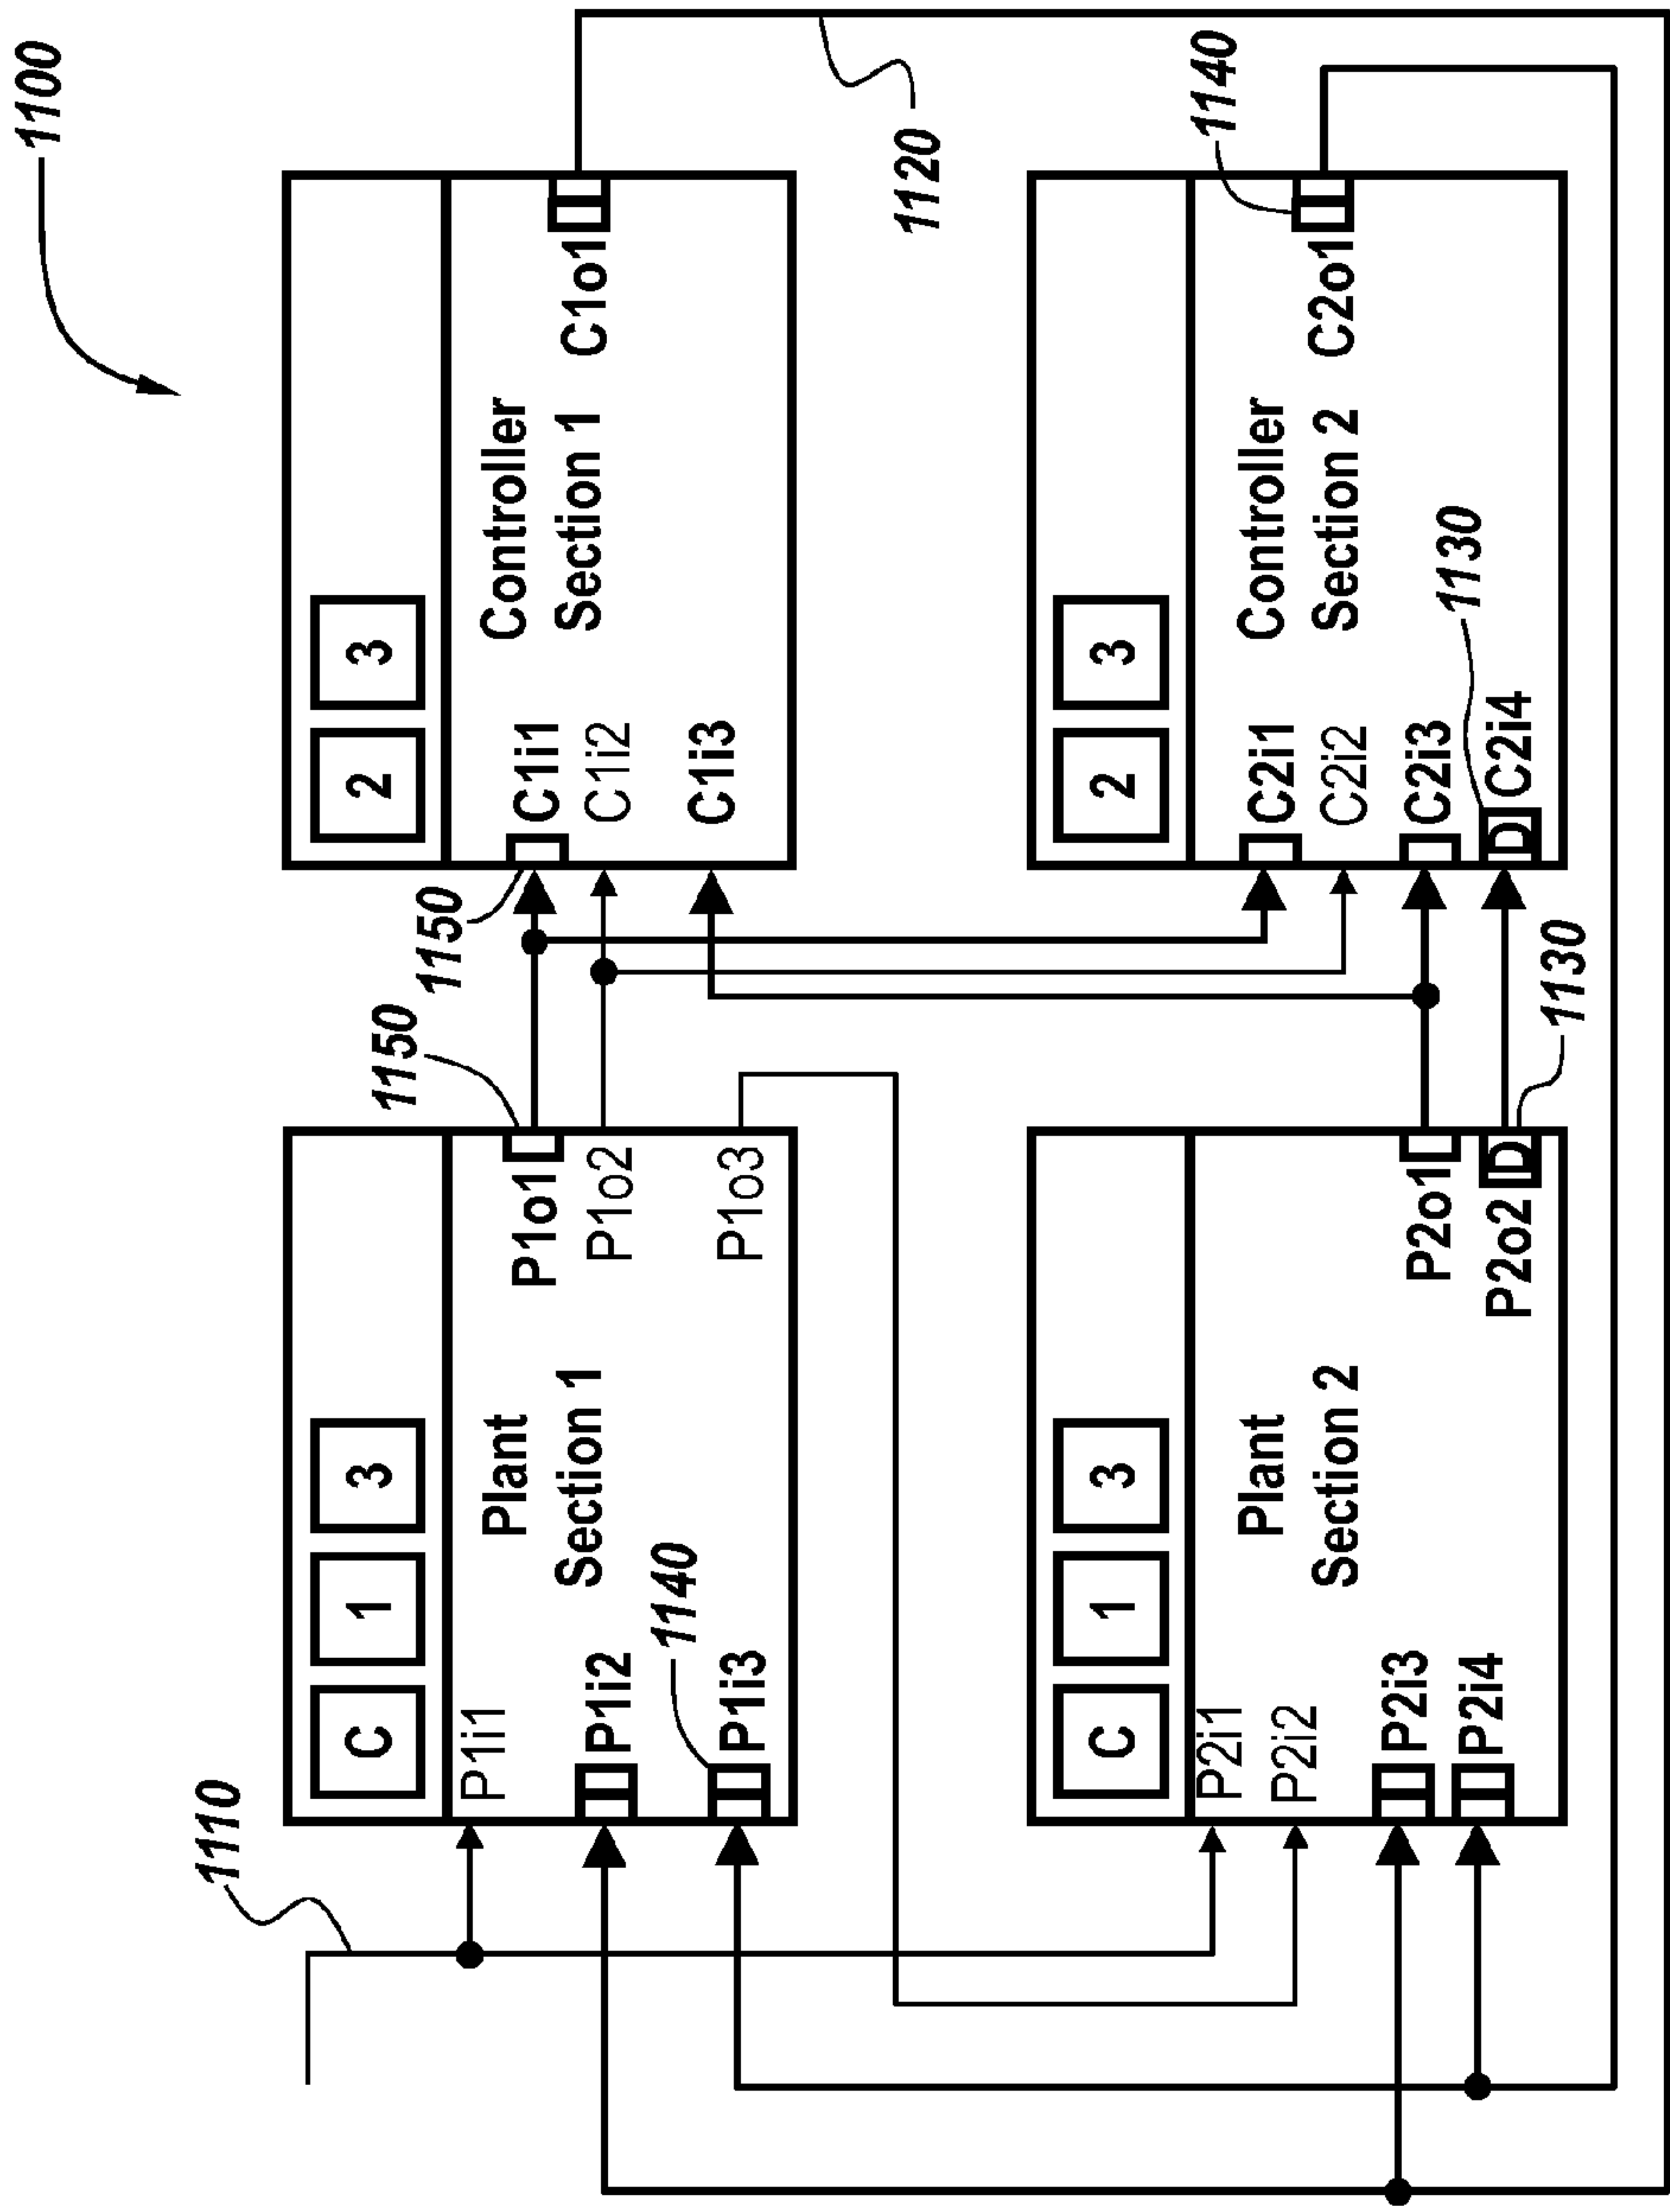 1100
1110
1120
C
1
3
Plant
Section 1
P1i1
P1i2
P1i3
1140
P1o1
P1o2
P1o3
1150
1150
2
3
Controller
Section 1
C1i1
C1i2
C1i3
C1o1
C
1
3
Plant
Section 2
P2i1
P2i2
P2i3
P2i4
P2o1
P2o2
D
1130
2
3
Controller
Section 2
C2i1
C2i2
C2i3
D
C2i4
1130
C2o1
1140